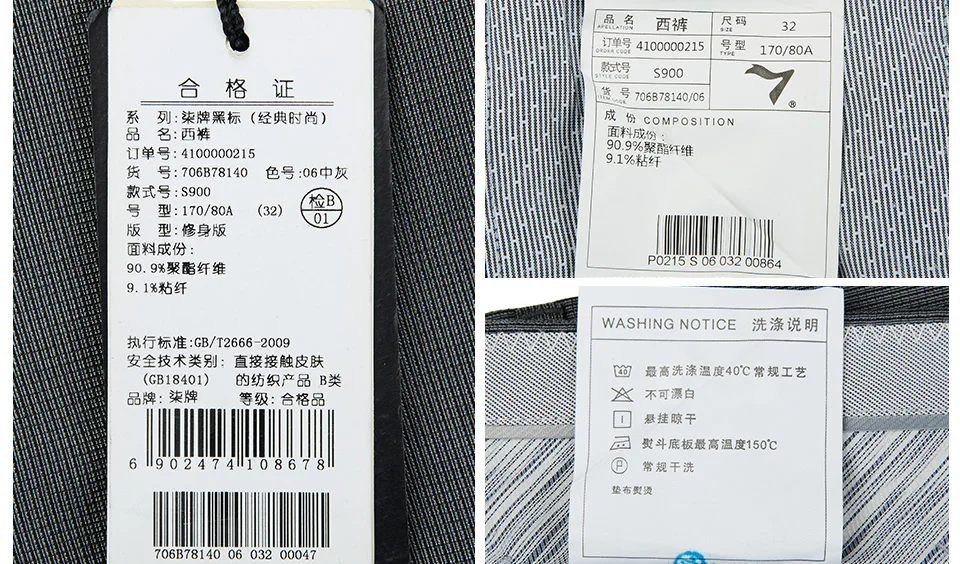 合格证
系 列:柒牌黑标(经典时尚)
品 名:西裤
订单号:4100000215
货 号:706B78140 色号:06中灰
款式号:S900
号 型:170/80A (32)
检B
01
版 型:修身版
面料成份:
90.9%聚酯纤维
9.1%粘纤
执行标准:GB/T2666-2009
安全技术类别:直接接触皮肤
(GB18401) 的纺织产品 B类
品牌:柒牌 等级:合格品
6 902474 108678
706B78140 06 032 00047
品名 西裤 尺码 32
APELLATION SIZE
订单号 4100000215 号型 170/80A
ORDER CODE TYPE
款式号 S900
STYLE CODE
货号 706B78140/06
ITEM CODE
®
成份 COMPOSITION
面料成份:
90.9%聚酯纤维
9.1%粘纤
P0215 S 06 032 00864
WASHING NOTICE 洗涤说明
40 最高洗涤温度40℃常规工艺
不可漂白
悬挂晾干
熨斗底板最高温度150℃
P 常规干洗
垫布熨烫